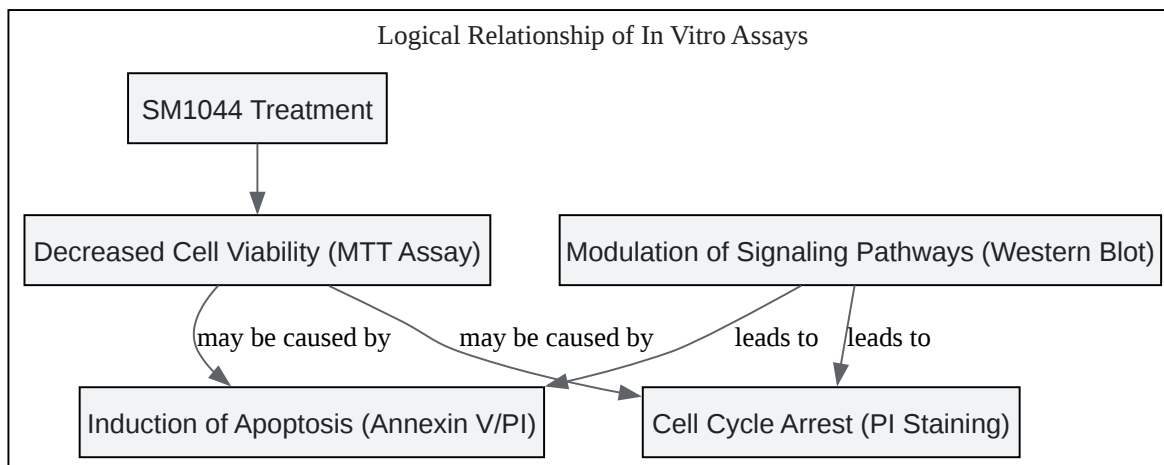 Logical Relationship of In Vitro Assays
SM1044 Treatment
Decreased Cell Viability (MTT Assay)
Modulation of Signaling Pathways (Western Blot)
may be caused by
may be caused by
leads to
leads to
Induction of Apoptosis (Annexin V/PI)
Cell Cycle Arrest (PI Staining)